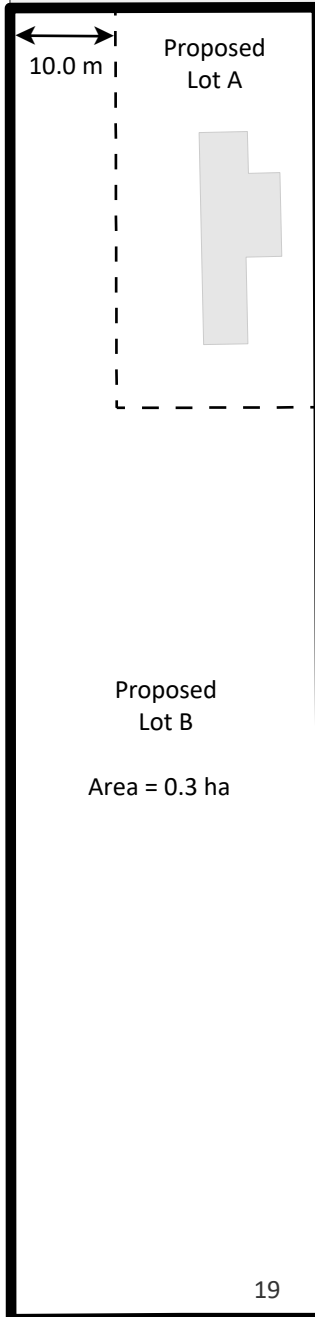 10.0 m
Proposed
Lot A
Proposed
Lot B
Area = 0.3 ha
19